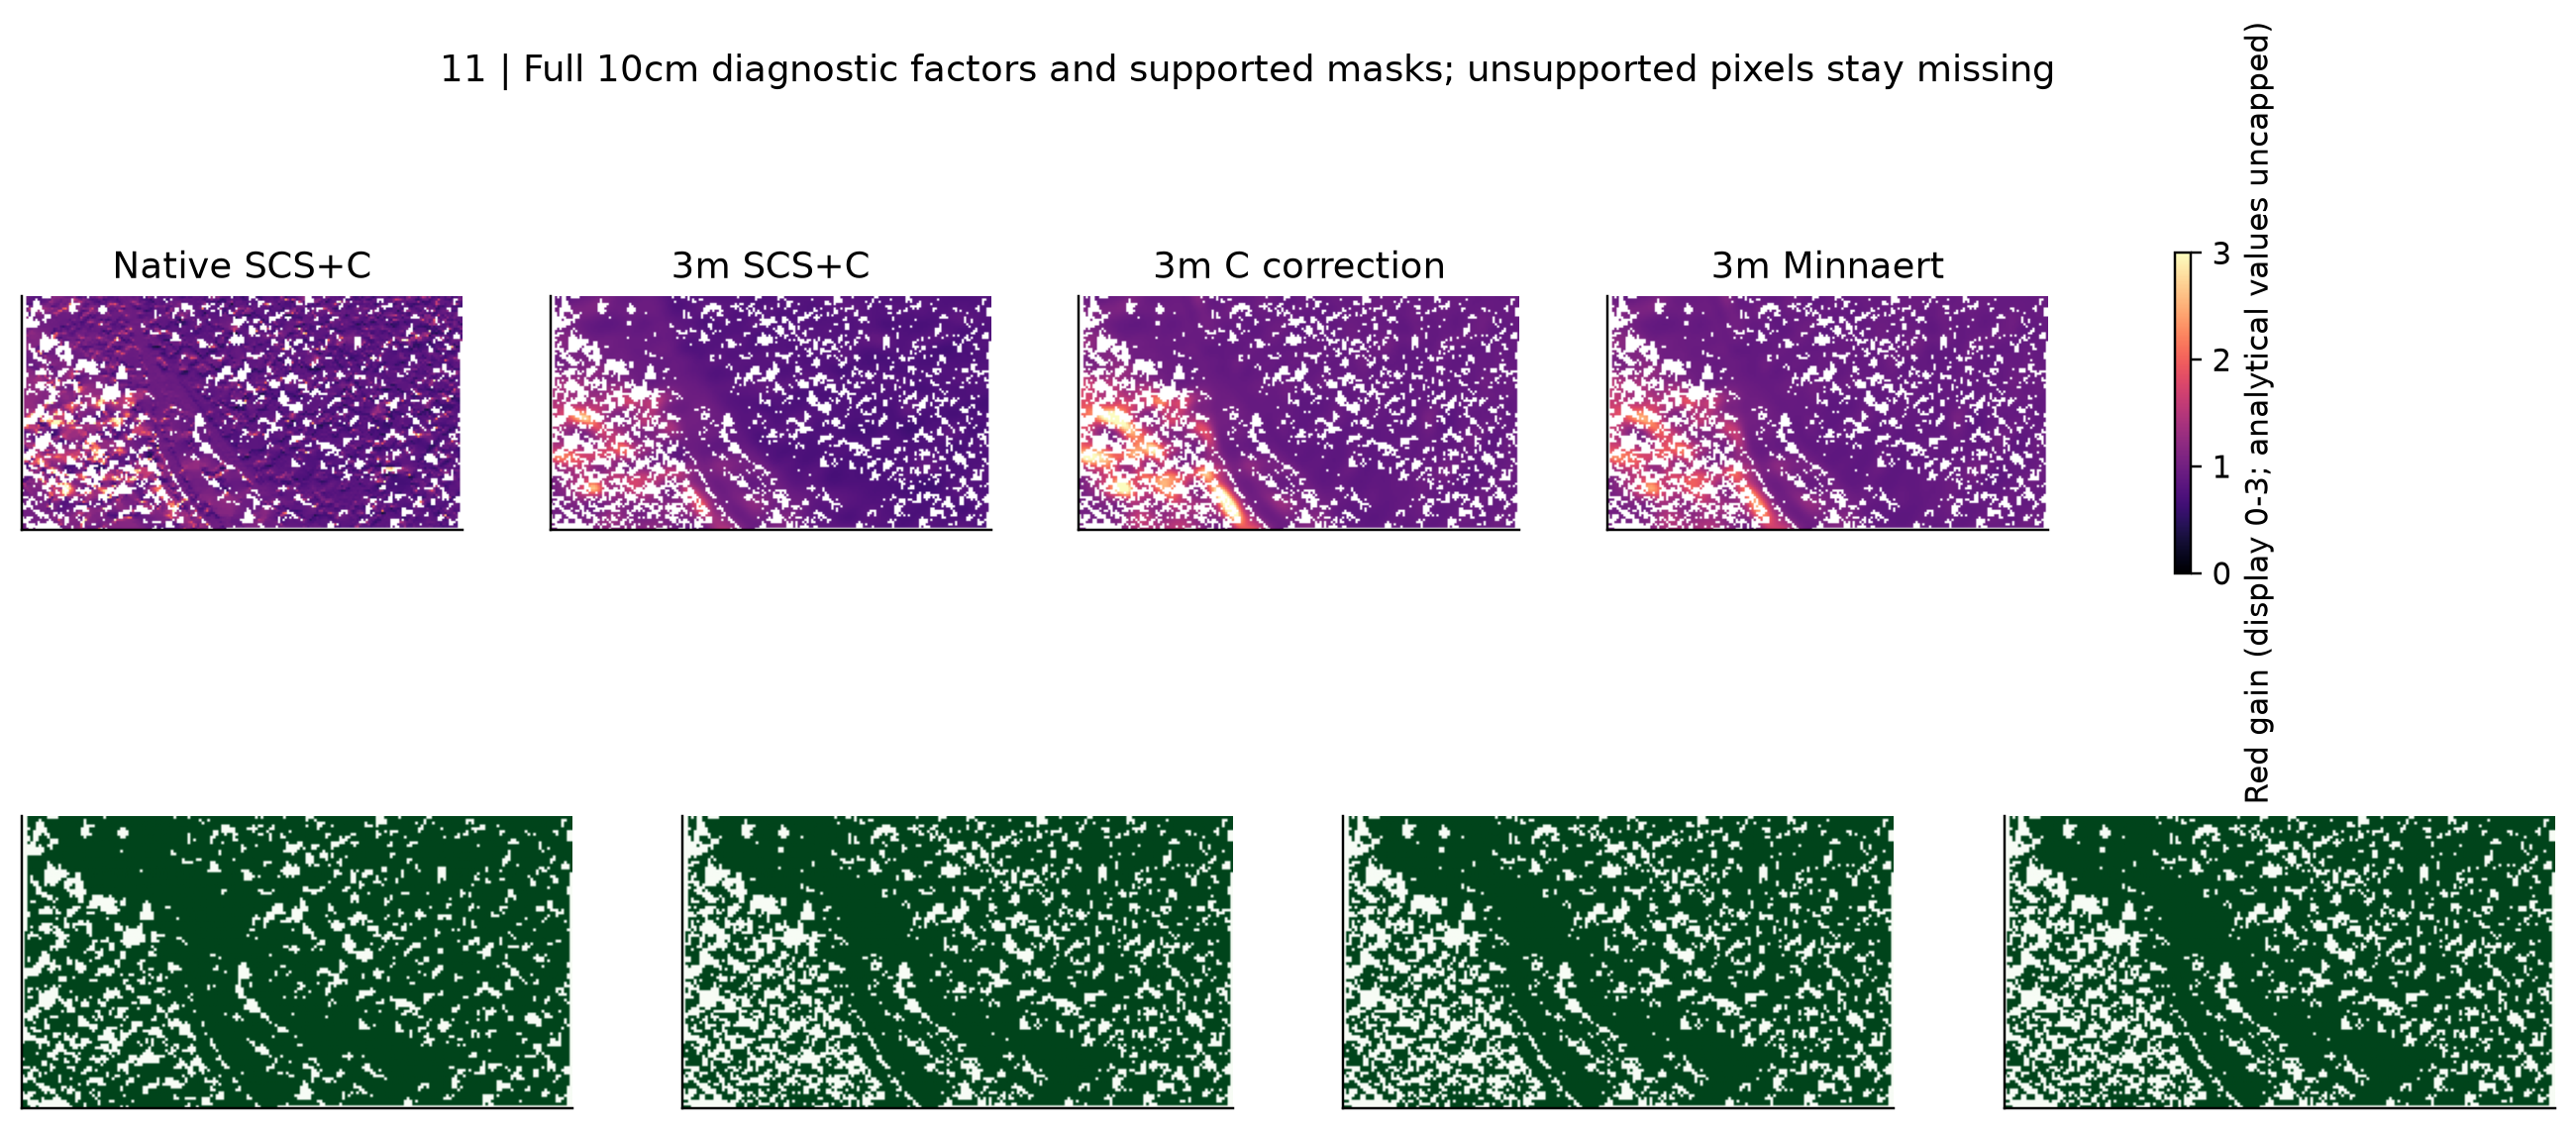 11 | Full 10cm diagnostic factors and supported masks; unsupported pixels stay missing
Native SCS+C
3m SCS+C
3m C correction
3m Minnaert
3
2
1
0
Red gain (display 0-3; analytical values uncapped)